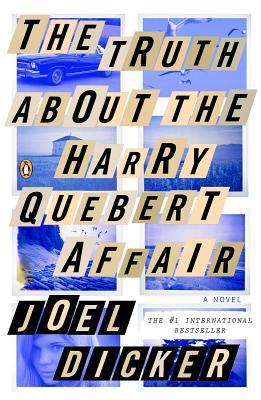 THE TRUTH
ABOUT THE
HARRY
QUEBERT
AFFAIR
A NOVEL
JOEL
THE #1 INTERNATIONAL
BESTSELLER
DICKER